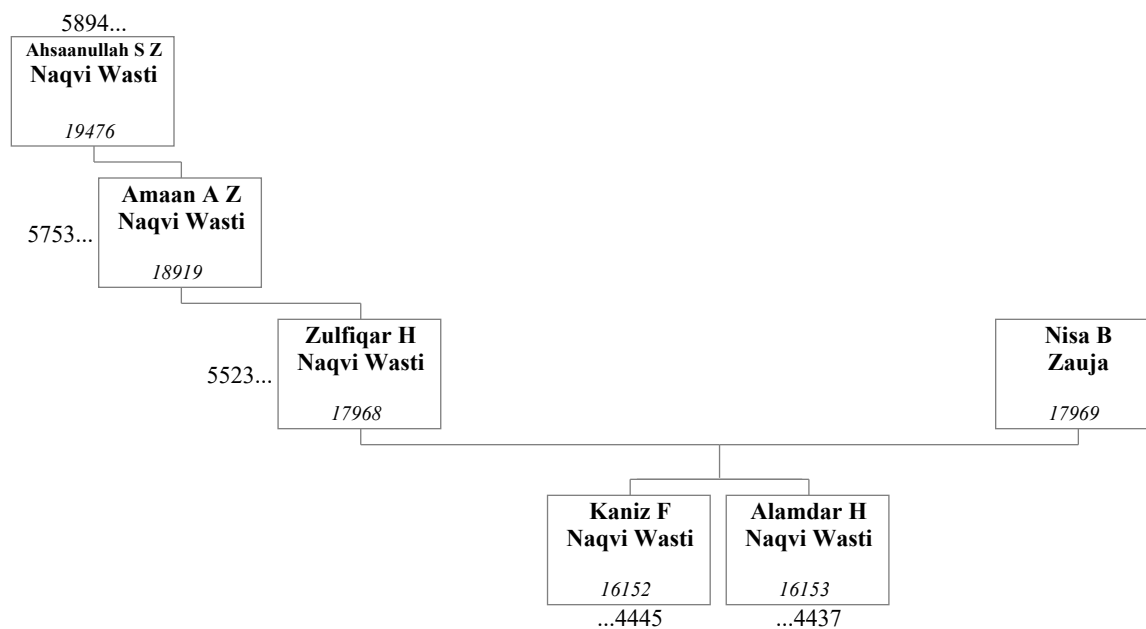 5894...
Ahsaanullah S Z
Naqvi Wasti
19476
Amaan A Z
Naqvi Wasti
5753...
18919
Zulfiqar H
Naqvi Wasti
5523...
17968
Nisa B
Zauja
17969
Kaniz F
Naqvi Wasti
16152
...4445
Alamdar H
Naqvi Wasti
16153
...4437